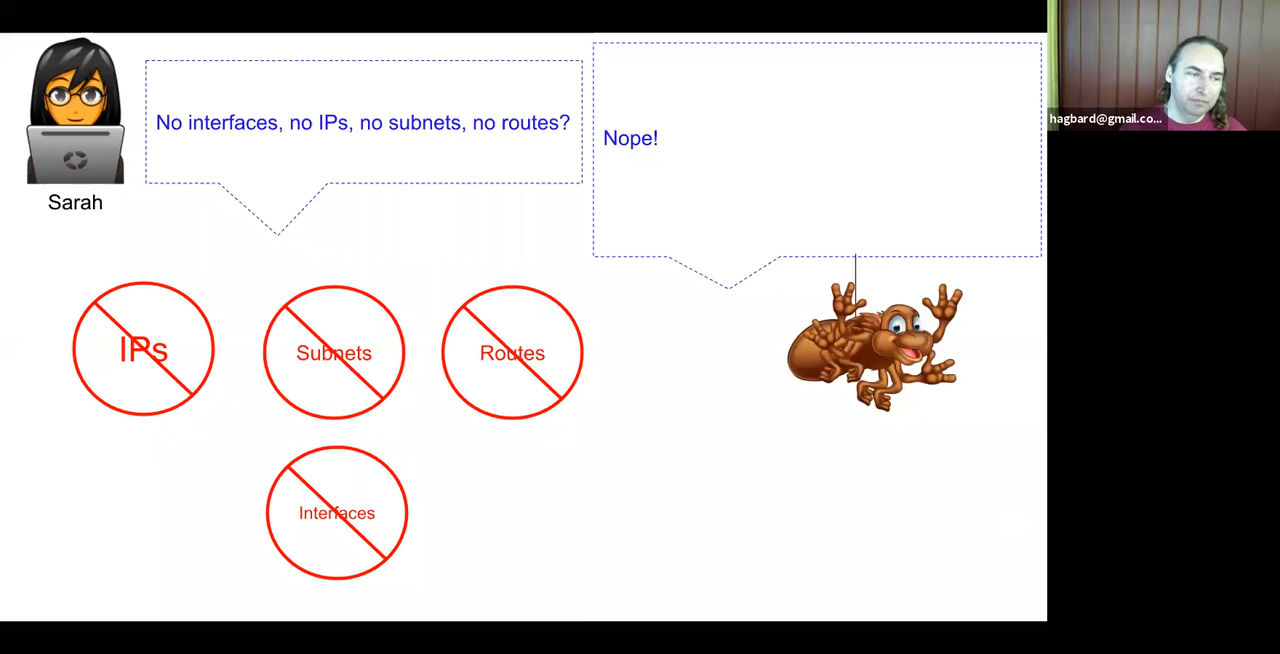 No interfaces, no IPs, no subnets, no routes?
Nope!
hagbard@gmail.co...
Sarah
IPs
Subnets
Routes
Interfaces